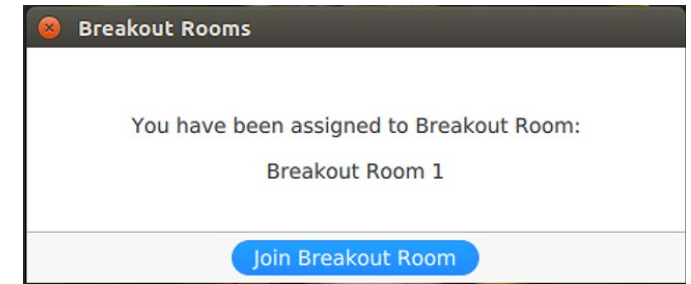 Breakout Rooms
You have been assigned to Breakout Room:
Breakout Room 1
Join Breakout Room